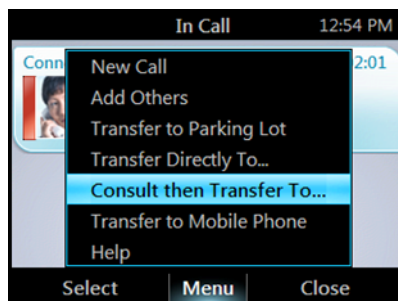 In Call 12:54 PM
Conn 2:01
New Call
Add Others
Transfer to Parking Lot
Transfer Directly To...
Consult then Transfer To...
Transfer to Mobile Phone
Help
Select Menu Close